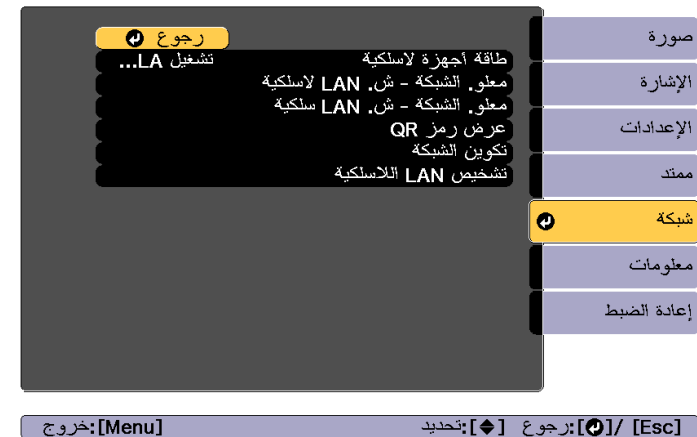 صورة
الإشارة
الإعدادات
ممتد
شبكة
معلومات
إعادة الضبط
رجوع
طاقة أجهزة لاسلكية تشغيل LA...
معلو. الشبكة - ش. LAN لاسلكية
معلو. الشبكة - ش. LAN سلكية
عرض رمز QR
تكوين الشبكة
تشخيص LAN اللاسلكية
[Esc] /[]:رجوع []:تحديد [Menu]:خروج